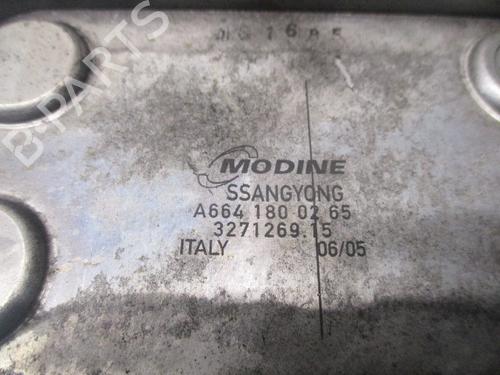 MODINE
SSANGYONG
A664 180 02 65
3271269.15
ITALY 06/05
B-PARTS